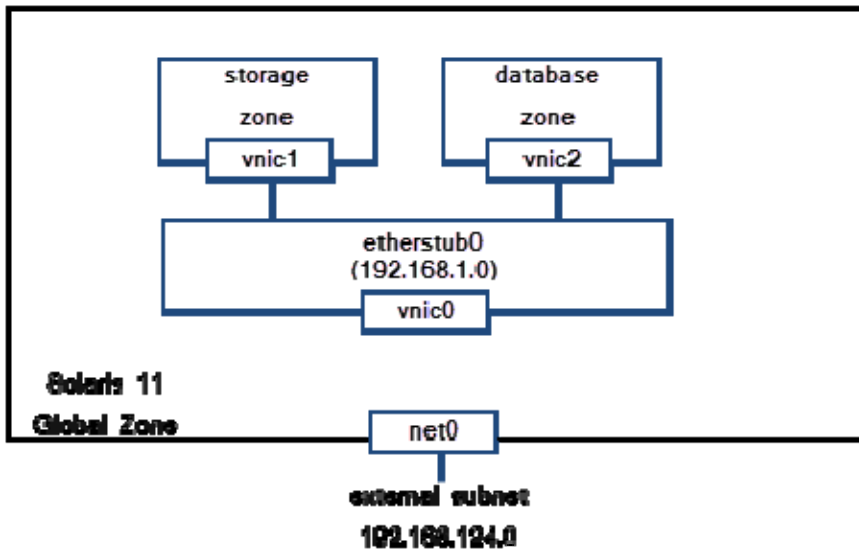 storage
zone
vnic1
database
zone
vnic2
etherstub0
(192.168.1.0)
vnic0
Solaris 11
Global Zone
net0
external subnet
192.168.124.0